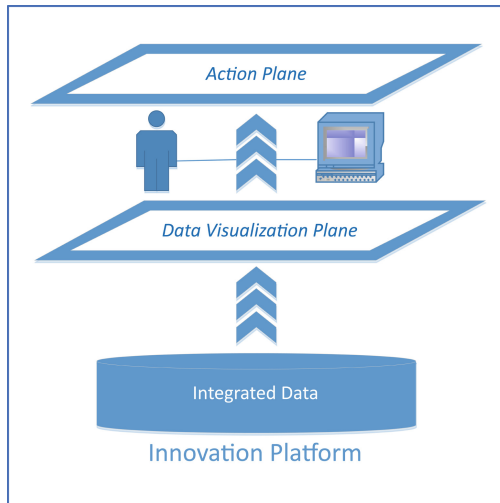 Action Plane
Data Visualization Plane
Integrated Data
Innovation Platform